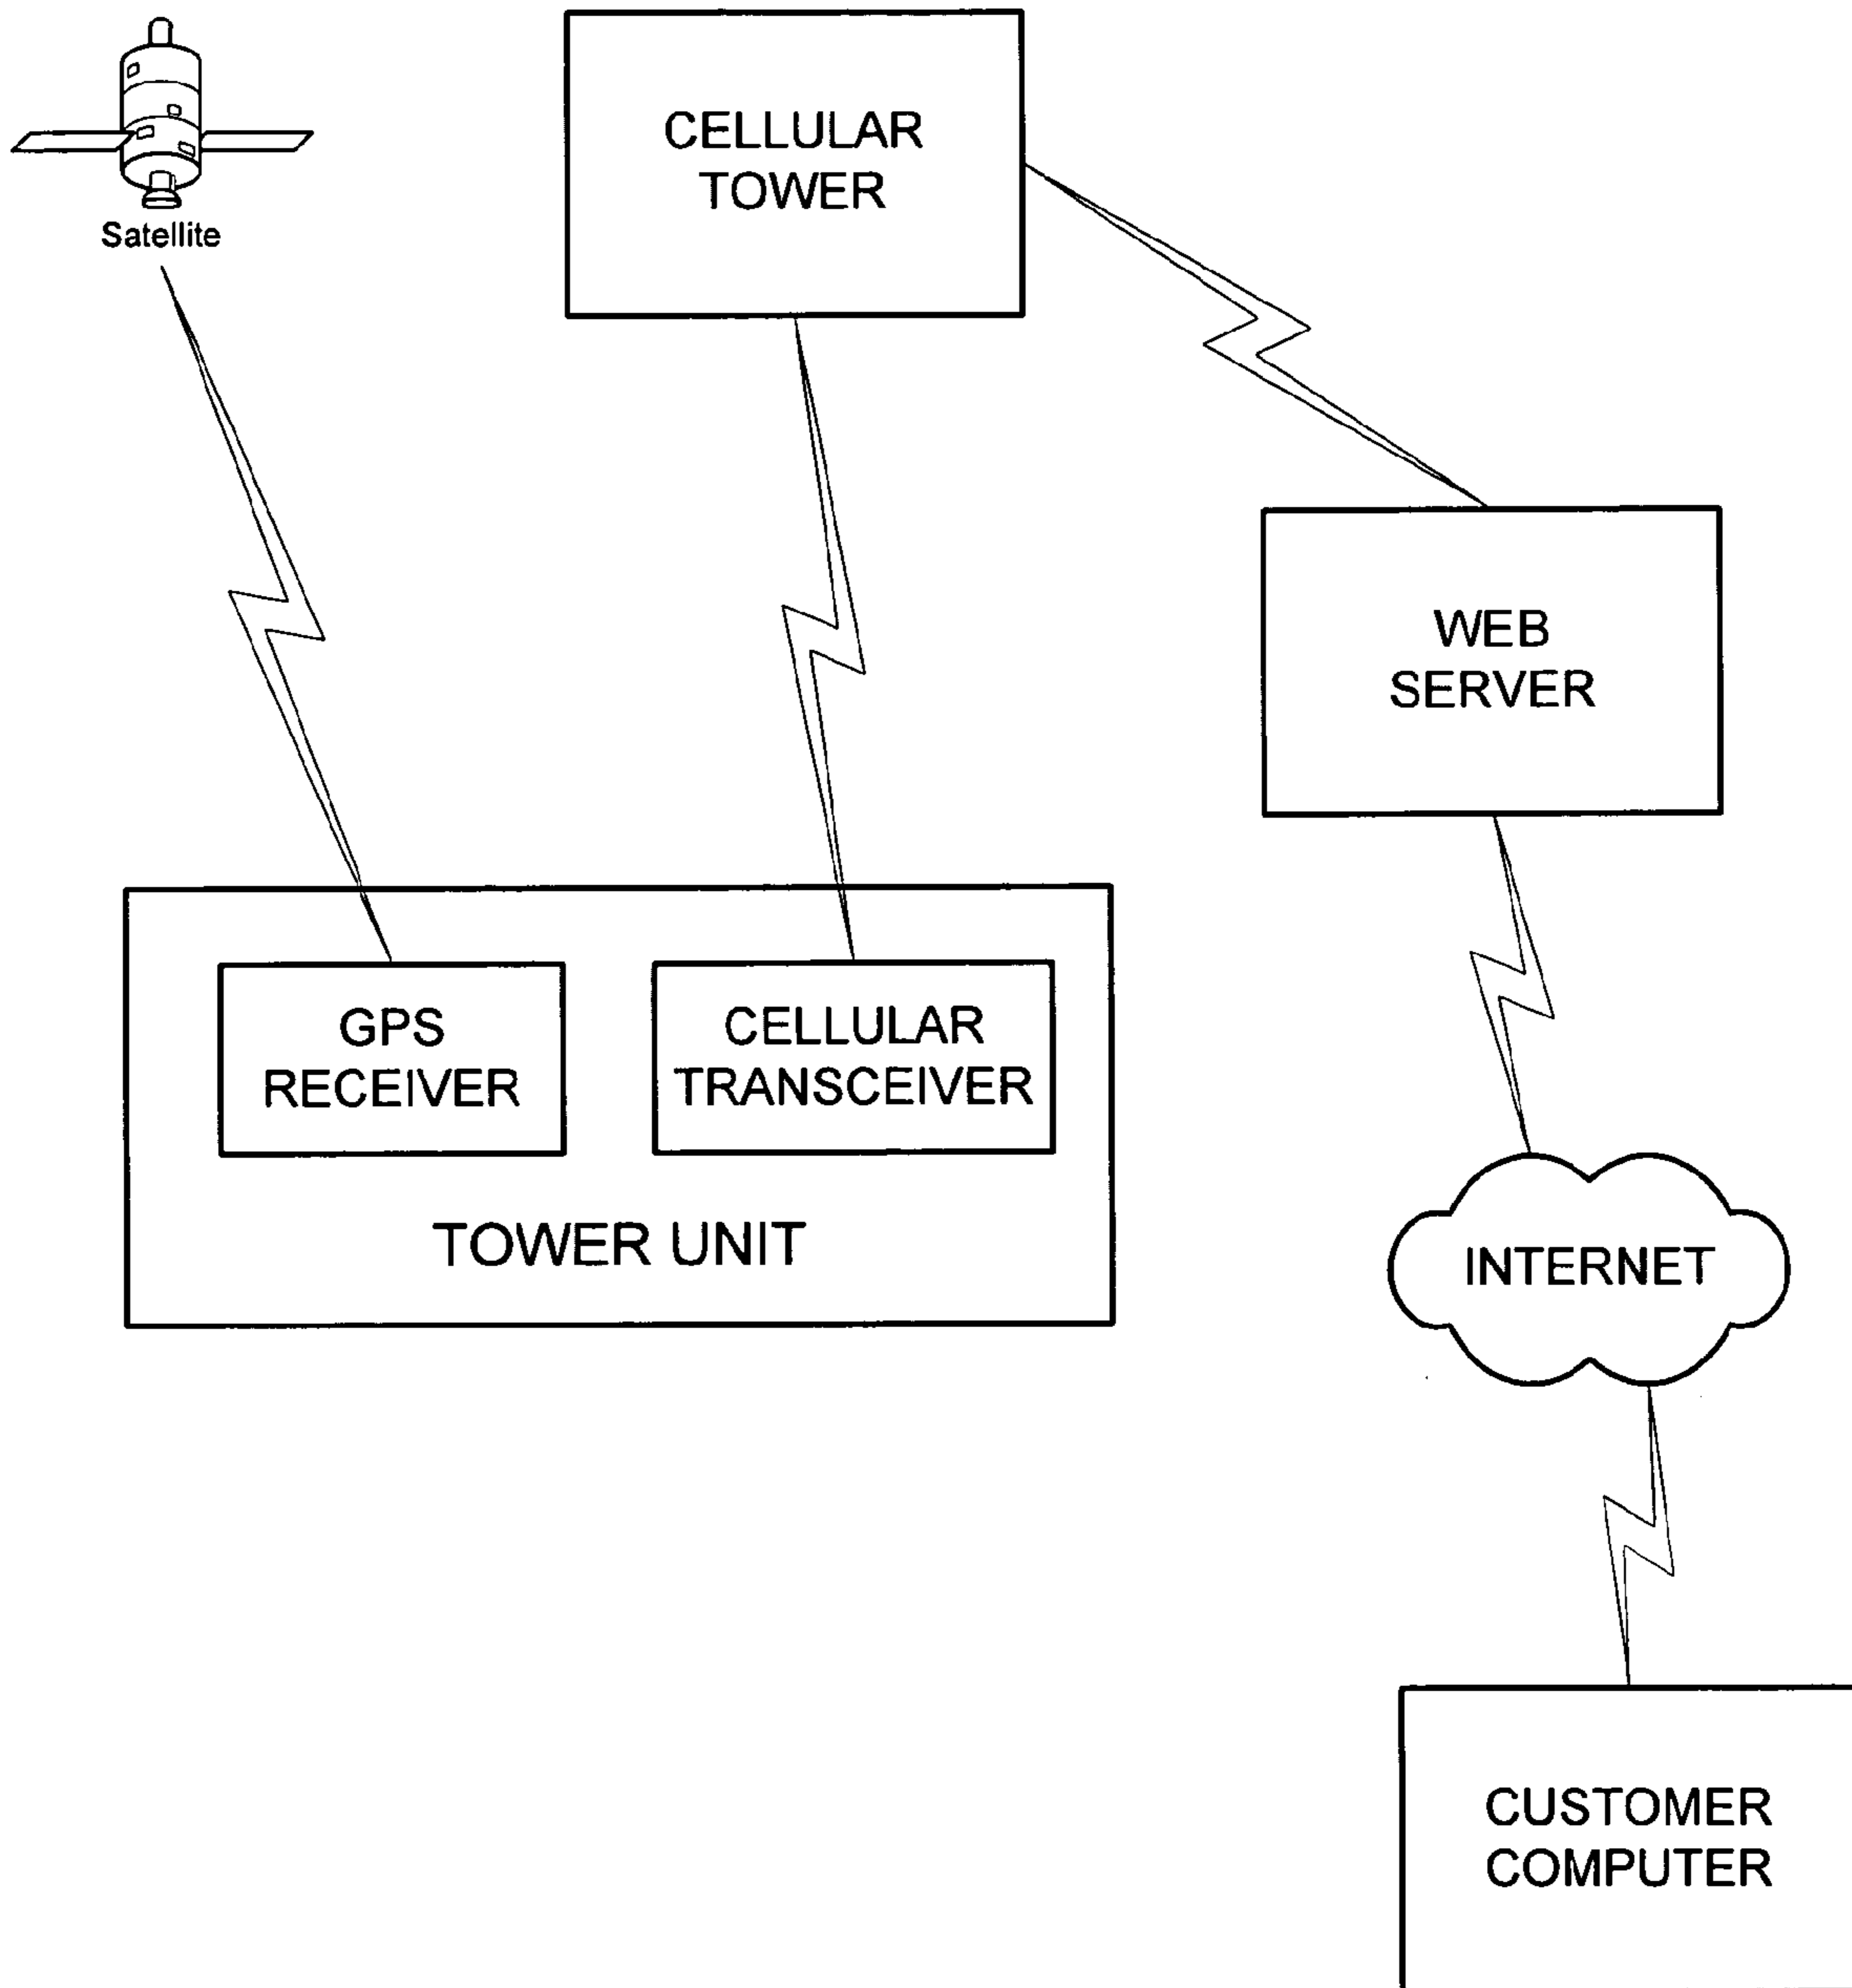 CELLULAR
TOWER
Satellite
WEB
SERVER
GPS
RECEIVER
CELLULAR
TRANSCEIVER
TOWER UNIT
INTERNET
CUSTOMER
COMPUTER